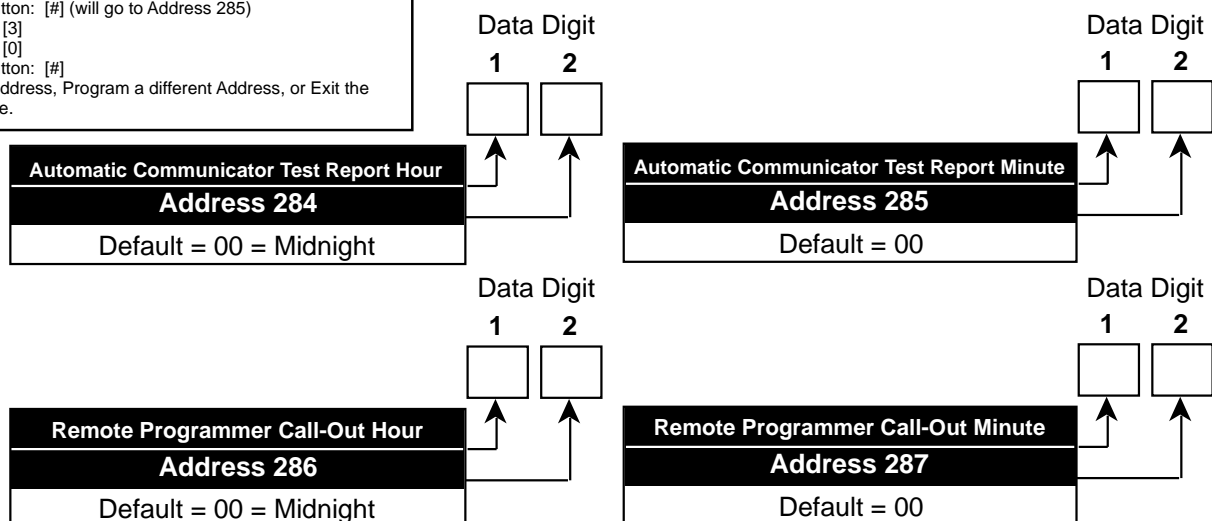 tton: [#] (will go to Address 285)
[3]
[0]
tton: [#]
ddress, Program a different Address, or Exit the
e.
Data Digit
1 2
Automatic Communicator Test Report Hour
Address 284
Default = 00 = Midnight
Data Digit
1 2
Automatic Communicator Test Report Minute
Address 285
Default = 00
Data Digit
1 2
Remote Programmer Call-Out Hour
Address 286
Default = 00 = Midnight
Data Digit
1 2
Remote Programmer Call-Out Minute
Address 287
Default = 00